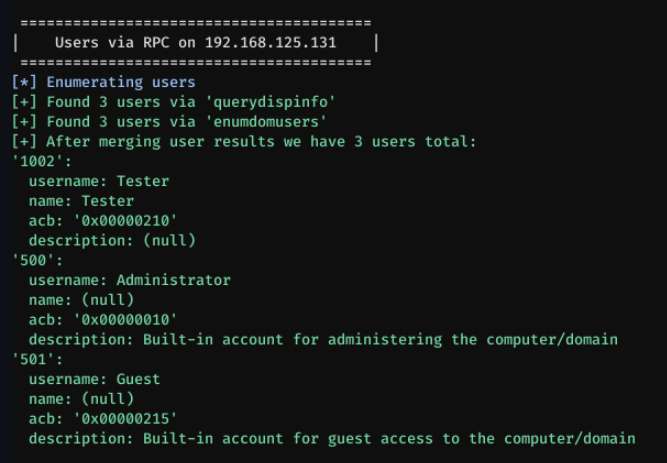 ========================================
|    Users via RPC on 192.168.125.131    |
========================================
[*] Enumerating users
[+] Found 3 users via 'querydispinfo'
[+] Found 3 users via 'enumdomusers'
[+] After merging user results we have 3 users total:
'1002':
  username: Tester
  name: Tester
  acb: '0x00000210'
  description: (null)
'500':
  username: Administrator
  name: (null)
  acb: '0x00000010'
  description: Built-in account for administering the computer/domain
'501':
  username: Guest
  name: (null)
  acb: '0x00000215'
  description: Built-in account for guest access to the computer/domain